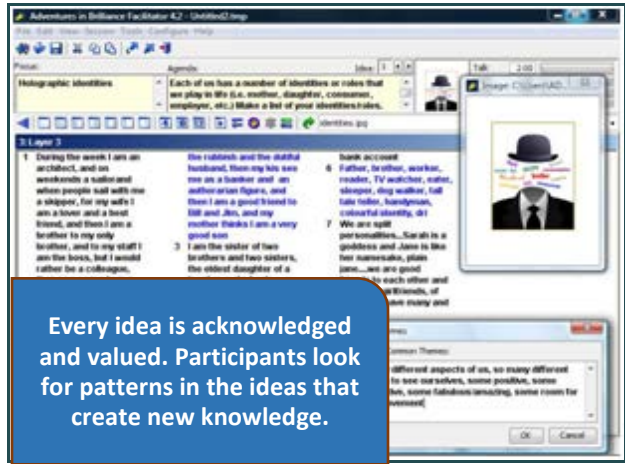 Adventures in Brilliance Facilitator 4.2 - Untitled2.tmp
File Edit View Session Tools Configure Help
Focus:
Agenda:
Idea: 1
Talk: 2:00
Holographic identities
Each of us has a number of identities or roles that
we play in life (i.e. mother, daughter, consumer,
employer, etc.) Make a list of your identities/roles.
identities.jpg
3:Layer 3
1 During the week I am an
architect, and on
weekends a sailor and
when people sail with me
a skipper, for my wife I
am a lover and a best
friend, and then I am a
brother to my only
brother, and to my staff I
am the boss, but I would
rather be a colleague,
the rubbish and the dutiful
husband, then my kis see
me as a banker and an
autherarian figure, and
then I am a good friend to
Bill and Jim, and my
mother thinks I am a very
good son
3 I am the sister of two
brothers and two sisters,
the eldest daughter of a
bank account
6 Father, brother, worker,
reader, TV watcher, eater,
sleeper, dog walker, tall
tale teller, handyman,
colourful identity, dri
7 We are split
personalities...Sarah is a
goddess and Jane is like
her namesake, plain
jane....we are good
to each other and
girlfriends, of
ave many and
Common Themes:
different aspects of us, so many different
to see ourselves, some positive, some
some fabulous/amazing, some room for
OK Cancel
Every idea is acknowledged
and valued. Participants look
for patterns in the ideas that
create new knowledge.